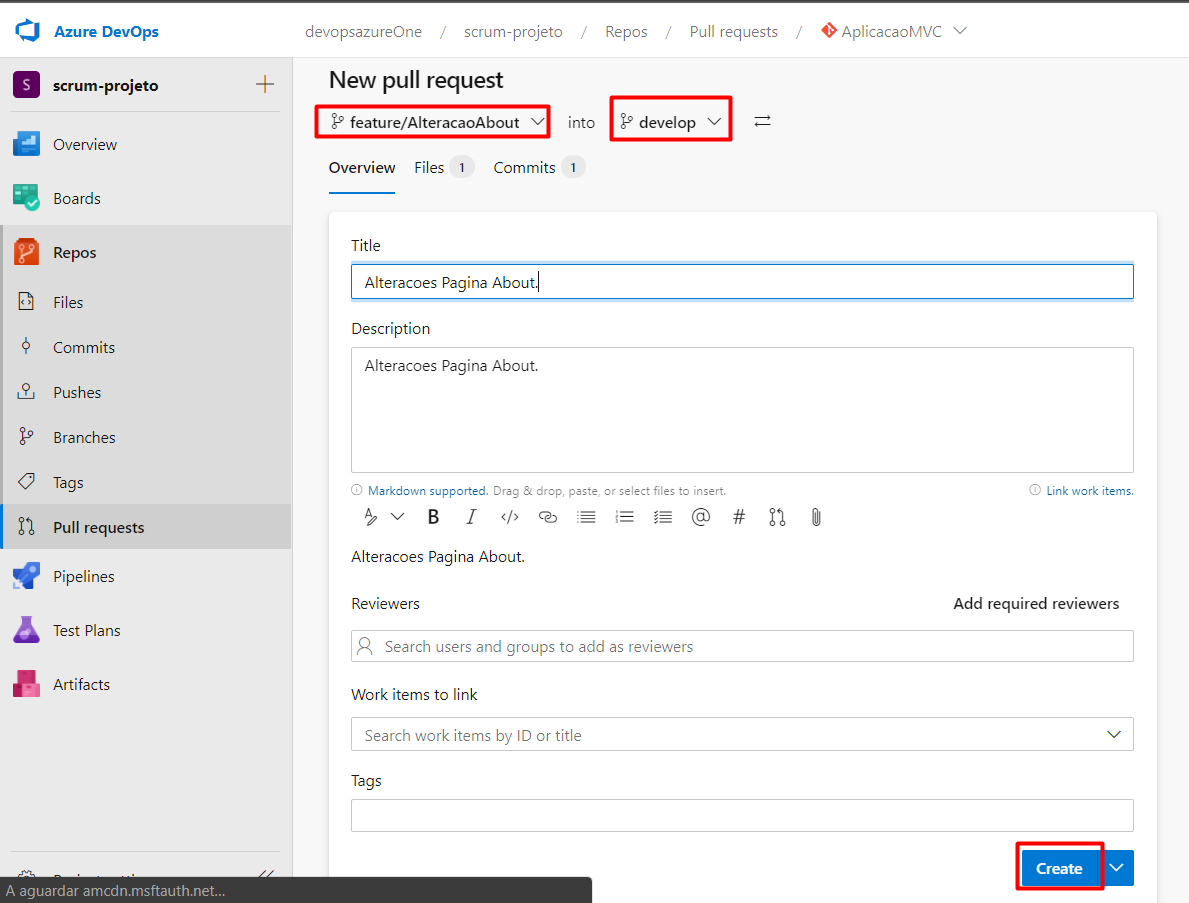 Azure DevOps
devopsazureOne / scrum-projeto / Repos / Pull requests / AplicacaoMVC
S scrum-projeto
Overview
Boards
Repos
Files
Commits
Pushes
Branches
Tags
Pull requests
Pipelines
Test Plans
Artifacts
New pull request
feature/AlteracaoAbout into develop
Overview Files 1 Commits 1
Title
Alteracoes Pagina About.
Description
Alteracoes Pagina About.
Markdown supported. Drag & drop, paste, or select files to insert. Link work items.
Alteracoes Pagina About.
Reviewers Add required reviewers
Search users and groups to add as reviewers
Work items to link
Search work items by ID or title
Tags
Create
A aguardar amcdn.msftauth.net...